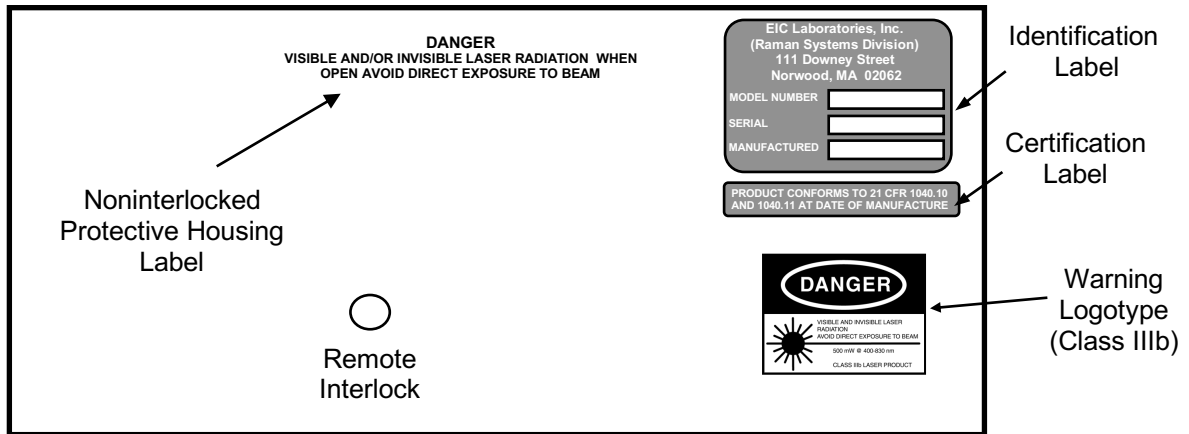 DANGER
VISIBLE AND/OR INVISIBLE LASER RADIATION WHEN
OPEN AVOID DIRECT EXPOSURE TO BEAM
Noninterlocked
Protective Housing
Label
Remote
Interlock
EIC Laboratories, Inc.
(Raman Systems Division)
111 Downey Street
Norwood, MA 02062
MODEL NUMBER
SERIAL
MANUFACTURED
Identification
Label
PRODUCT CONFORMS TO 21 CFR 1040.10
AND 1040.11 AT DATE OF MANUFACTURE
Certification
Label
DANGER
VISIBLE AND INVISIBLE LASER
RADIATION
AVOID DIRECT EXPOSURE TO BEAM
500 mW @ 400-830 nm
CLASS IIIb LASER PRODUCT
Warning
Logotype
(Class IIIb)